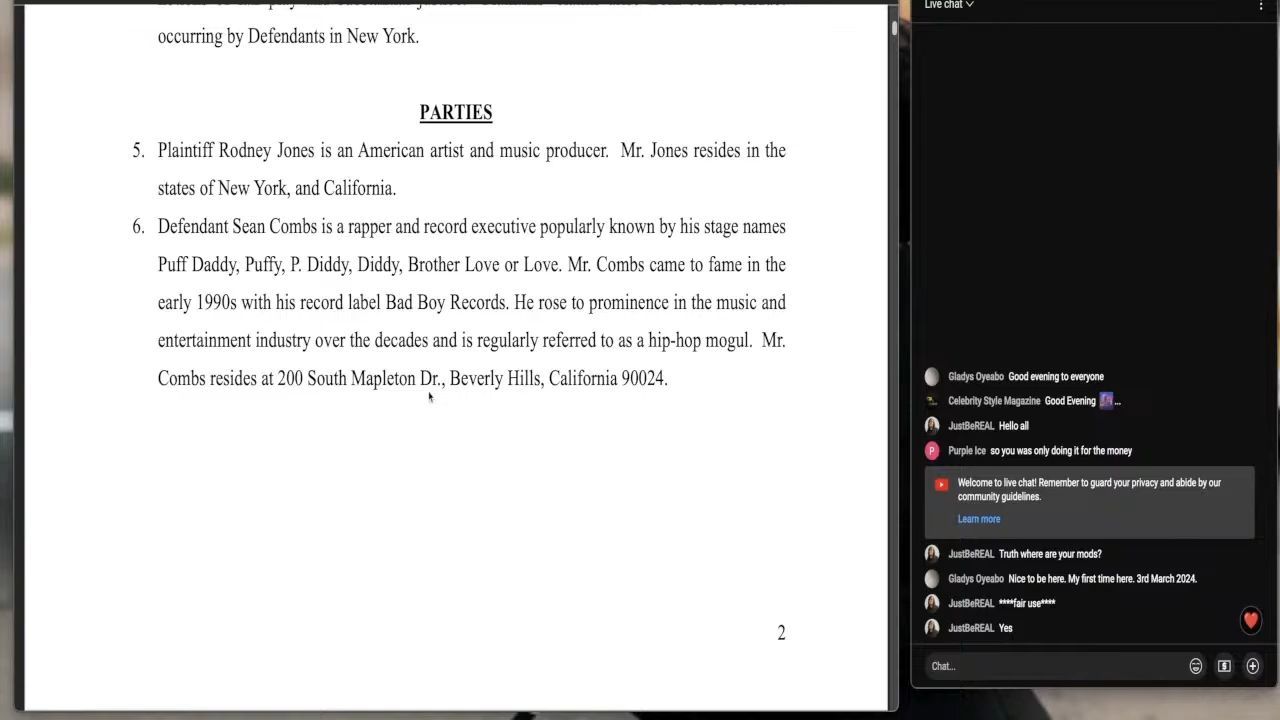 occurring by Defendants in New York.
PARTIES
5. Plaintiff Rodney Jones is an American artist and music producer. Mr. Jones resides in the
states of New York, and California.
6. Defendant Sean Combs is a rapper and record executive popularly known by his stage names
Puff Daddy, Puffy, P. Diddy, Diddy, Brother Love or Love. Mr. Combs came to fame in the
early 1990s with his record label Bad Boy Records. He rose to prominence in the music and
entertainment industry over the decades and is regularly referred to as a hip-hop mogul. Mr.
Combs resides at 200 South Mapleton Dr., Beverly Hills, California 90024.
2
Live chat
Gladys Oyeabo Good evening to everyone
Celebrity Style Magazine Good Evening ...
JustBeREAL Hello all
P Purple Ice so you was only doing it for the money
Welcome to live chat! Remember to guard your privacy and abide by our
community guidelines.
Learn more
JustBeREAL Truth where are your mods?
Gladys Oyeabo Nice to be here. My first time here. 3rd March 2024.
JustBeREAL ****fair use****
JustBeREAL Yes
Chat...